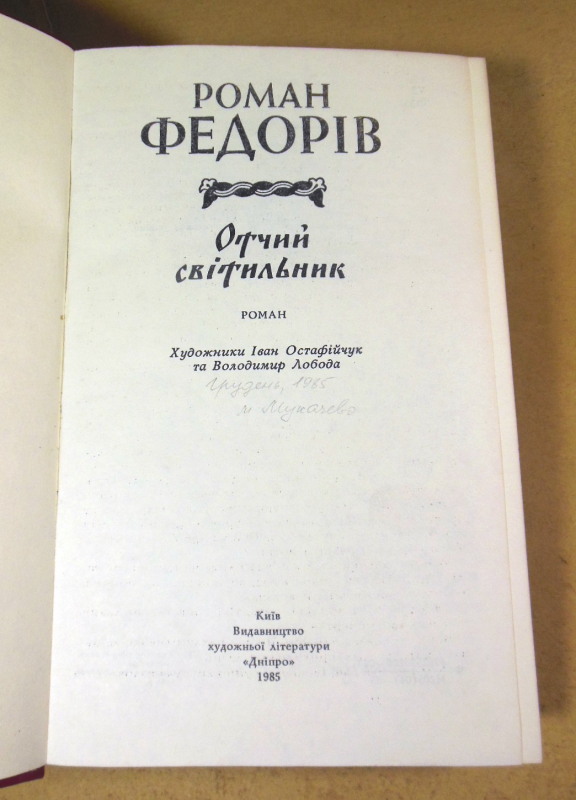 РОМАН
ФЕДОРІВ
Отчий
світильник
РОМАН
Художники Іван Остафійчук
та Володимир Лобода
Грудень, 1985
м Мукачево
Київ
Видавництво
художньої літератури
«Дніпро»
1985